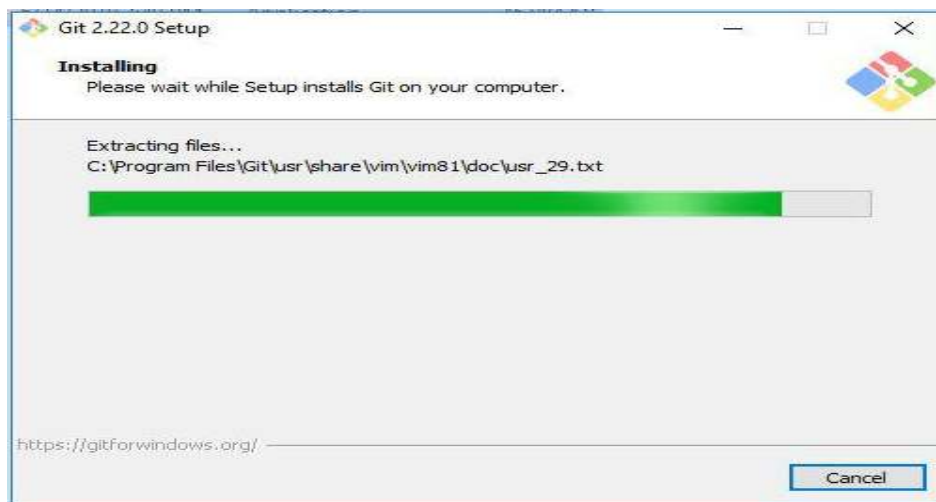 Git 2.22.0 Setup
Installing
Please wait while Setup installs Git on your computer.
Extracting files...
C:\Program Files\Git\usr\share\vim\vim81\doc\usr_29.txt
https://gitforwindows.org/
Cancel